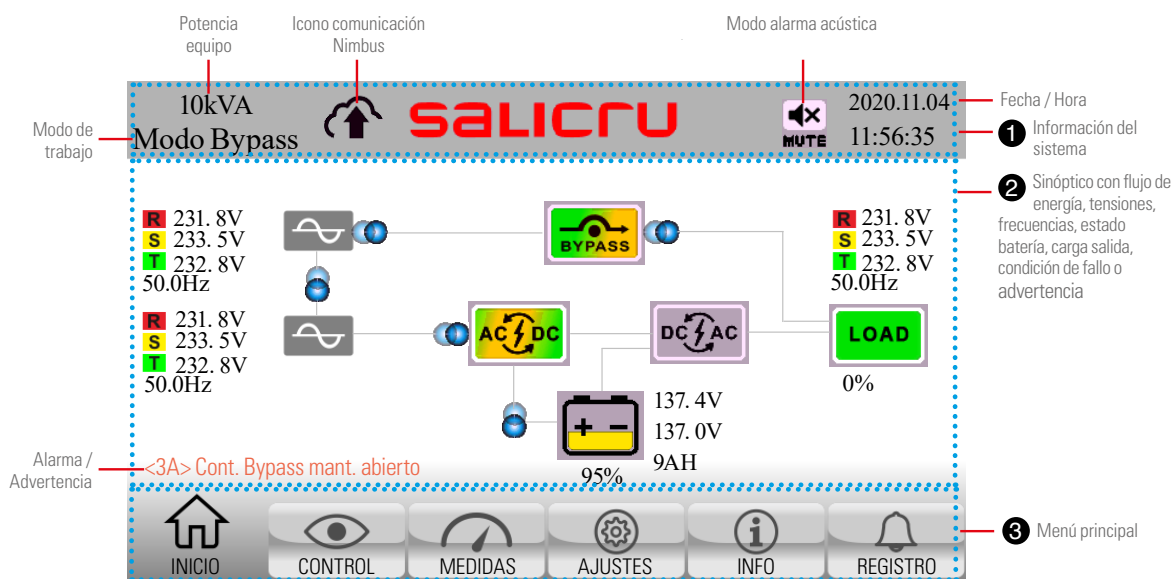 Potencia
equipo
Icono comunicación
Nimbus
Modo alarma acústica
Modo de
trabajo
10kVA
Modo Bypass
salicru
MUTE
2020.11.04
11:56:35
Fecha / Hora
1 Información del
sistema
2 Sinóptico con flujo de
energía, tensiones,
frecuencias, estado
batería, carga salida,
condición de fallo o
advertencia
R 231. 8V
S 233. 5V
T 232. 8V
50.0Hz
BYPASS
R 231. 8V
S 233. 5V
T 232. 8V
50.0Hz
R 231. 8V
S 233. 5V
T 232. 8V
50.0Hz
AC DC
DC AC
LOAD
0%
+ −
137. 4V
137. 0V
9AH
95%
Alarma /
Advertencia
<3A> Cont. Bypass mant. abierto
INICIO
CONTROL
MEDIDAS
AJUSTES
INFO
REGISTRO
3 Menú principal